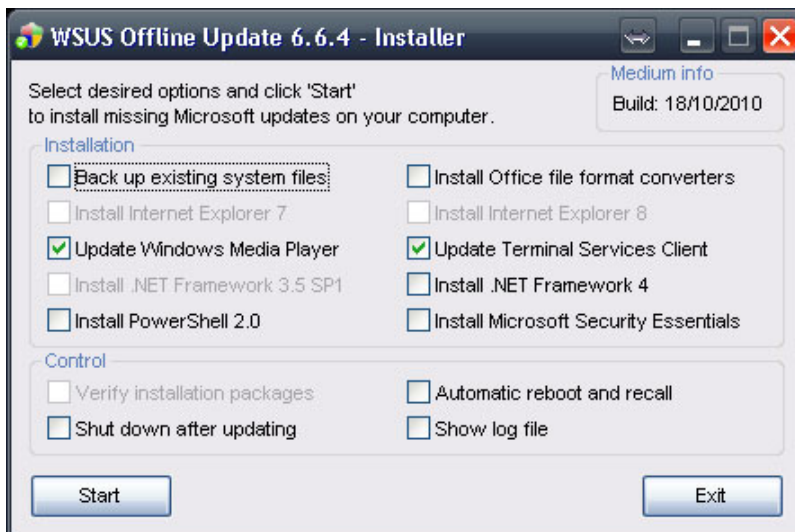 WSUS Offline Update 6.6.4 - Installer
Select desired options and click 'Start'
to install missing Microsoft updates on your computer.
Medium info
Build: 18/10/2010
Installation
Back up existing system files
Install Office file format converters
Install Internet Explorer 7
Install Internet Explorer 8
Update Windows Media Player
Update Terminal Services Client
Install .NET Framework 3.5 SP1
Install .NET Framework 4
Install PowerShell 2.0
Install Microsoft Security Essentials
Control
Verify installation packages
Automatic reboot and recall
Shut down after updating
Show log file
Start
Exit